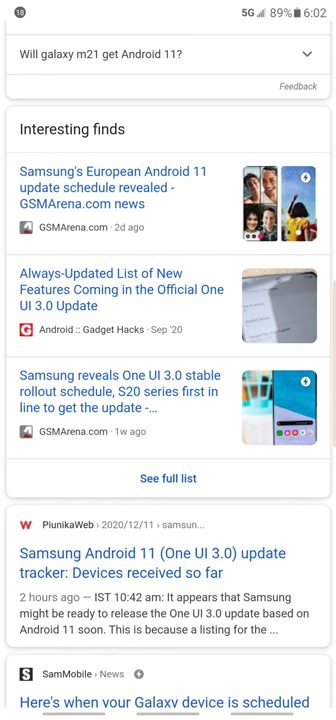 18 5G 89% 6:02
Will galaxy m21 get Android 11?
Feedback
Interesting finds
Samsung's European Android 11
update schedule revealed -
GSMArena.com news
GSMArena.com · 2d ago
Always-Updated List of New
Features Coming in the Official One
UI 3.0 Update
G Android :: Gadget Hacks · Sep '20
Samsung reveals One UI 3.0 stable
rollout schedule, S20 series first in
line to get the update -...
GSMArena.com · 1w ago
See full list
W PiunikaWeb › 2020/12/11 › samsun...
Samsung Android 11 (One UI 3.0) update
tracker: Devices received so far
2 hours ago — IST 10:42 am: It appears that Samsung
might be ready to release the One UI 3.0 update based on
Android 11 soon. This is because a listing for the ...
S SamMobile › News
Here's when your Galaxy device is scheduled